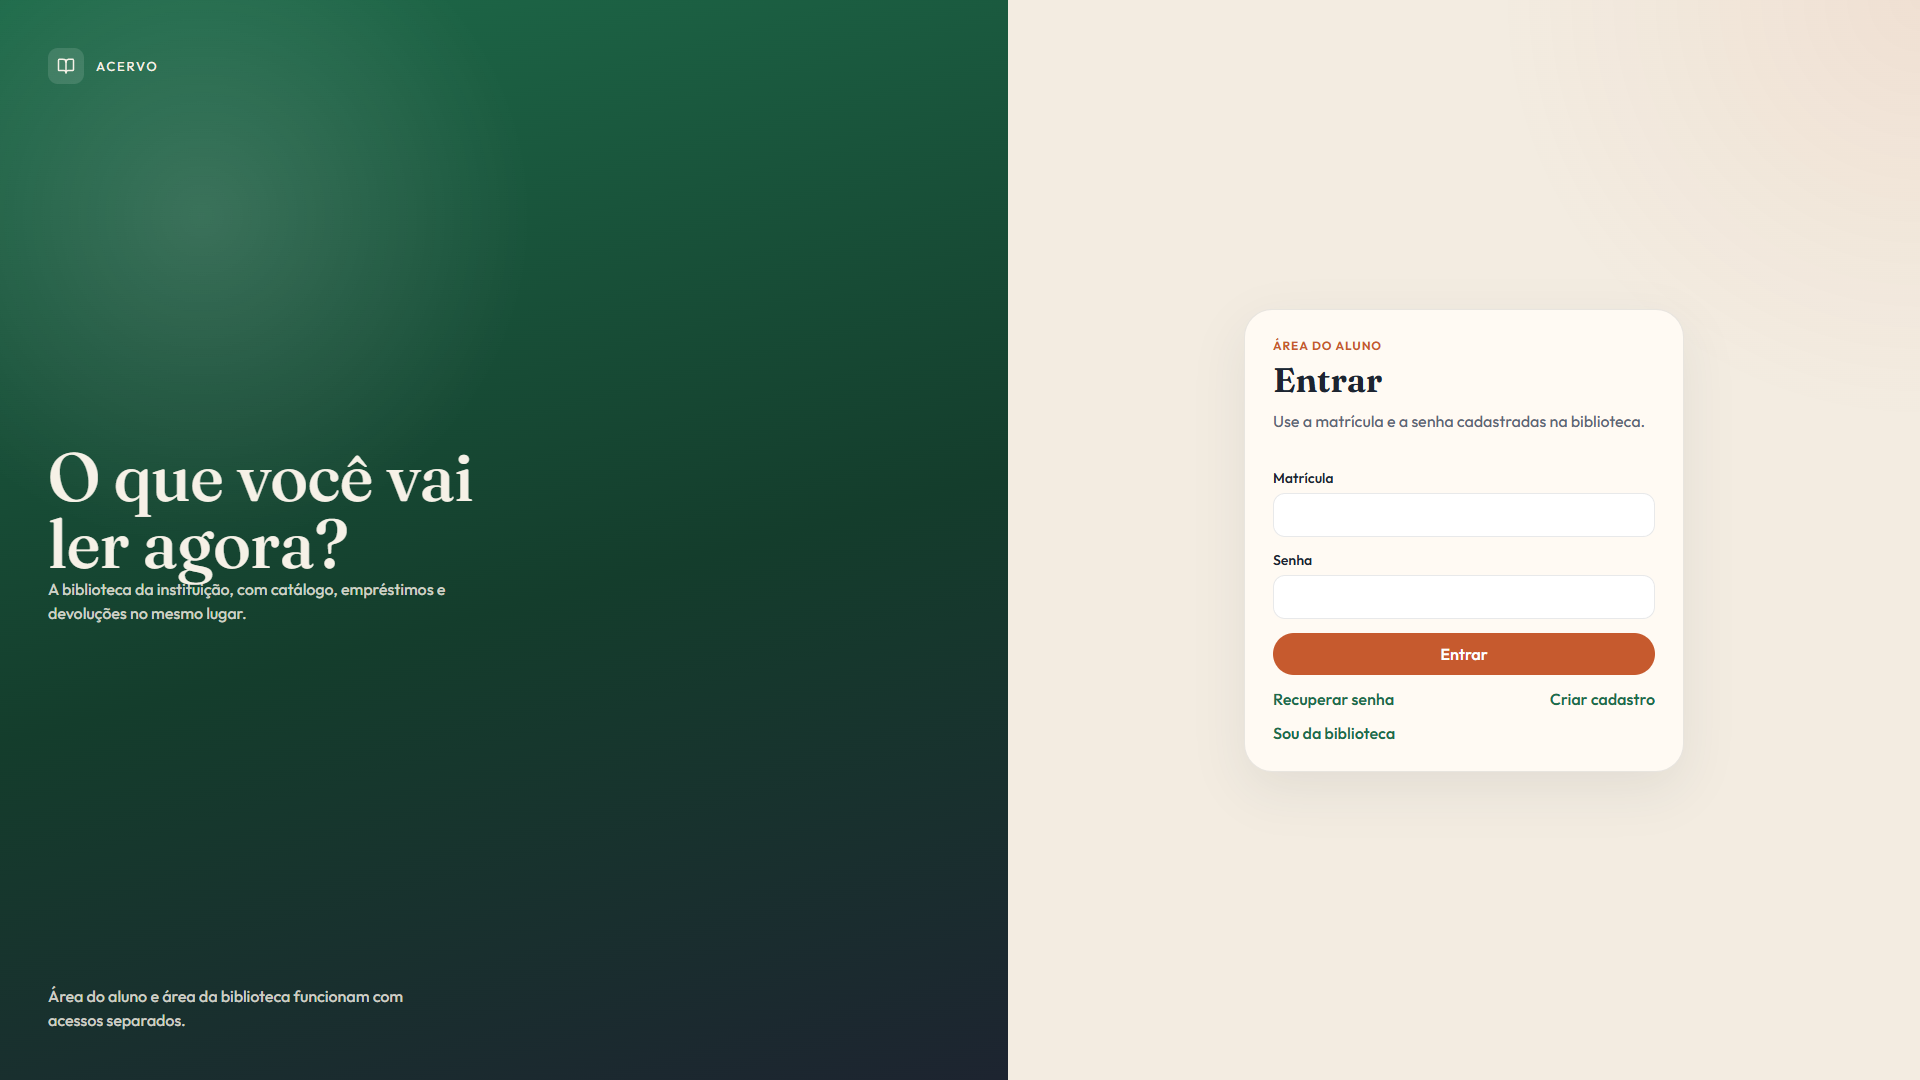 ACERVO
O que você vai
ler agora?
A biblioteca da instituição, com catálogo, empréstimos e
devoluções no mesmo lugar.
Área do aluno e área da biblioteca funcionam com
acessos separados.
ÁREA DO ALUNO
Entrar
Use a matrícula e a senha cadastradas na biblioteca.
Matrícula
Senha
Entrar
Recuperar senha
Criar cadastro
Sou da biblioteca